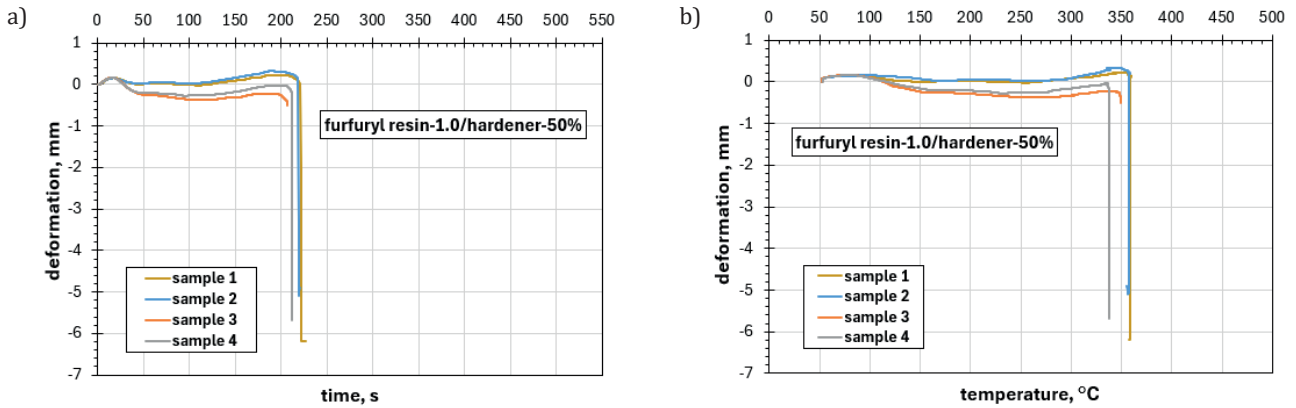 a)
0 50 100 150 200 250 300 350 400 450 500 550
1
0
-1
-2
-3
-4
-5
-6
-7
deformation, mm
furfuryl resin-1.0/hardener-50%
sample 1
sample 2
sample 3
sample 4
time, s
b)
0 50 100 150 200 250 300 350 400 450 500
1
0
-1
-2
-3
-4
-5
-6
-7
deformation, mm
furfuryl resin-1.0/hardener-50%
sample 1
sample 2
sample 3
sample 4
temperature, °C